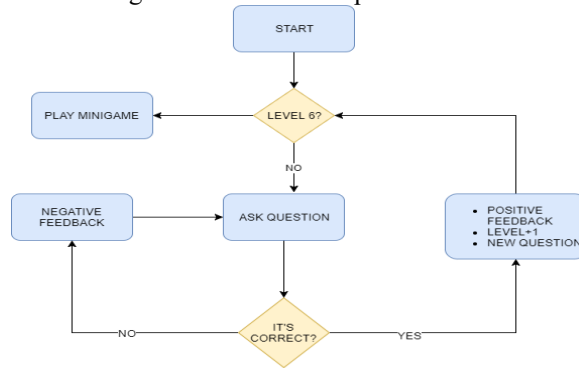 START
PLAY MINIGAME
LEVEL 6?
NO
NEGATIVE
FEEDBACK
ASK QUESTION
• POSITIVE
FEEDBACK
• LEVEL+1
• NEW QUESTION
IT'S
CORRECT?
NO
YES